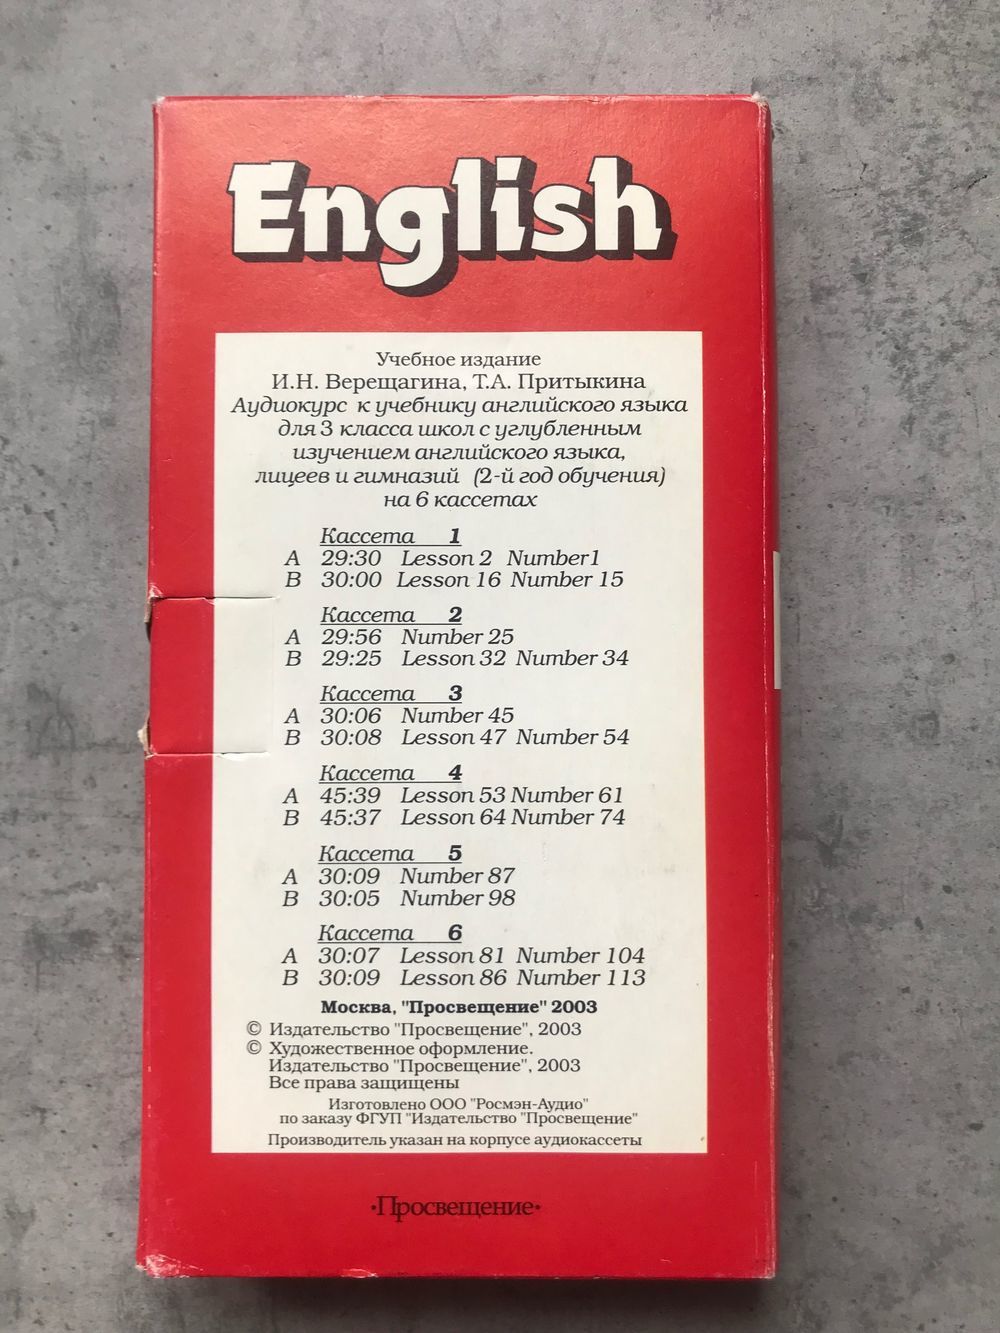 English
Учебное издание
И.Н. Верещагина, Т.А. Притыкина
Аудиокурс к учебнику английского языка
для 3 класса школ с углубленным
изучением английского языка,
лицеев и гимназий (2-й год обучения)
на 6 кассетах
Кассета 1
А 29:30 Lesson 2 Number1
В 30:00 Lesson 16 Number 15
Кассета 2
А 29:56 Number 25
В 29:25 Lesson 32 Number 34
Кассета 3
А 30:06 Number 45
В 30:08 Lesson 47 Number 54
Кассета 4
А 45:39 Lesson 53 Number 61
В 45:37 Lesson 64 Number 74
Кассета 5
А 30:09 Number 87
В 30:05 Number 98
Кассета 6
А 30:07 Lesson 81 Number 104
В 30:09 Lesson 86 Number 113
Москва, "Просвещение" 2003
© Издательство "Просвещение", 2003
© Художественное оформление.
Издательство "Просвещение", 2003
Все права защищены
Изготовлено ООО "Росмэн-Аудио"
по заказу ФГУП "Издательство "Просвещение"
Производитель указан на корпусе аудиокассеты
·Просвещение·